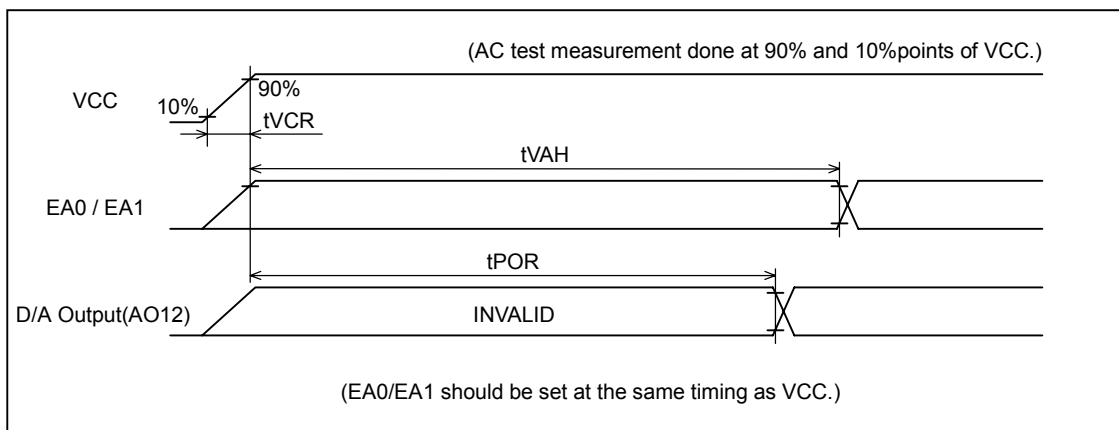 (AC test measurement done at 90% and 10%points of VCC.)
VCC
10%
90%
tVCR
tVAH
EA0 / EA1
tPOR
D/A Output(AO12)
INVALID
(EA0/EA1 should be set at the same timing as VCC.)